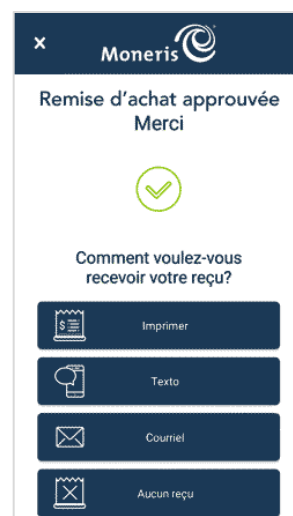 ×
Moneris
Remise d'achat approuvée
Merci
Comment voulez-vous
recevoir votre reçu?
Imprimer
Texto
Courriel
Aucun reçu